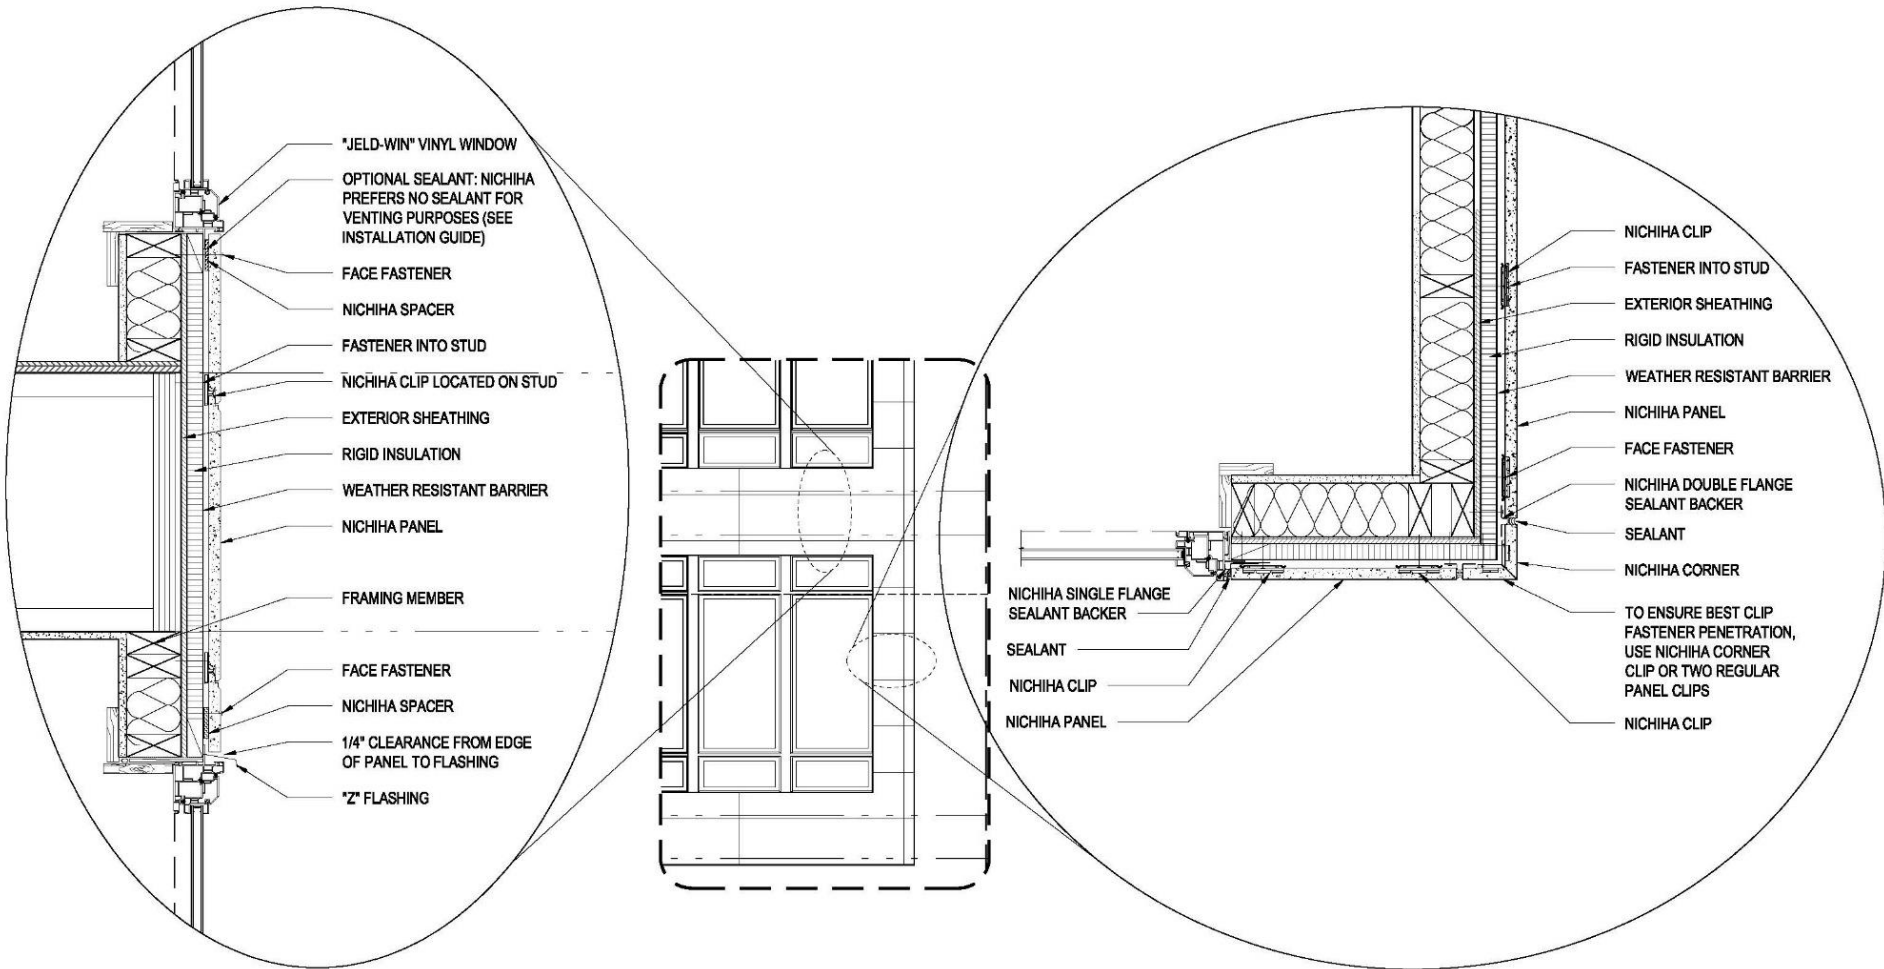 "JELD-WIN" VINYL WINDOW
OPTIONAL SEALANT: NICHIHA
PREFERS NO SEALANT FOR
VENTING PURPOSES (SEE
INSTALLATION GUIDE)
FACE FASTENER
NICHIHA SPACER
FASTENER INTO STUD
NICHIHA CLIP LOCATED ON STUD
EXTERIOR SHEATHING
RIGID INSULATION
WEATHER RESISTANT BARRIER
NICHIHA PANEL
FRAMING MEMBER
FACE FASTENER
NICHIHA SPACER
1/4" CLEARANCE FROM EDGE
OF PANEL TO FLASHING
"Z" FLASHING
NICHIHA SINGLE FLANGE
SEALANT BACKER
SEALANT
NICHIHA CLIP
NICHIHA PANEL
NICHIHA CLIP
FASTENER INTO STUD
EXTERIOR SHEATHING
RIGID INSULATION
WEATHER RESISTANT BARRIER
NICHIHA PANEL
FACE FASTENER
NICHIHA DOUBLE FLANGE
SEALANT BACKER
SEALANT
NICHIHA CORNER
TO ENSURE BEST CLIP
FASTENER PENETRATION,
USE NICHIHA CORNER
CLIP OR TWO REGULAR
PANEL CLIPS
NICHIHA CLIP